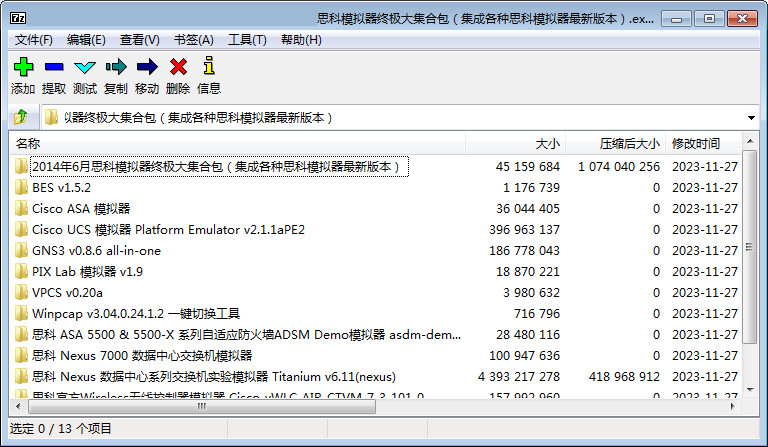 7z 思科模拟器终极大集合包（集成各种思科模拟器最新版本）.ex...
文件(F) 编辑(E) 查看(V) 书签(A) 工具(T) 帮助(H)
添加 提取 测试 复制 移动 删除 信息
以器终极大集合包（集成各种思科模拟器最新版本）
名称 大小 压缩后大小 修改时间
2014年6月思科模拟器终极大集合包（集成各种思科模拟器最新版本） 45 159 684 1 074 040 256 2023-11-27
BES v1.5.2 1 176 739 0 2023-11-27
Cisco ASA 模拟器 36 044 405 0 2023-11-27
Cisco UCS 模拟器 Platform Emulator v2.1.1aPE2 396 963 137 0 2023-11-27
GNS3 v0.8.6 all-in-one 186 778 043 0 2023-11-27
PIX Lab 模拟器 v1.9 18 870 221 0 2023-11-27
VPCS v0.20a 3 980 632 0 2023-11-27
Winpcap v3.04.0.24.1.2 一键切换工具 716 796 0 2023-11-27
思科 ASA 5500 & 5500-X 系列自适应防火墙ADSM Demo模拟器 asdm-dem... 28 480 116 0 2023-11-27
思科 Nexus 7000 数据中心交换机模拟器 100 947 636 0 2023-11-27
思科 Nexus 数据中心系列交换机实验模拟器 Titanium v6.11(nexus) 4 393 217 278 418 968 912 2023-11-27
思科官方Wireless无线控制器模拟器 Cisco vWLC AIR_CTVM_7_3_101_0 157 992 960 0 2023-11-27
选定 0 / 13 个项目